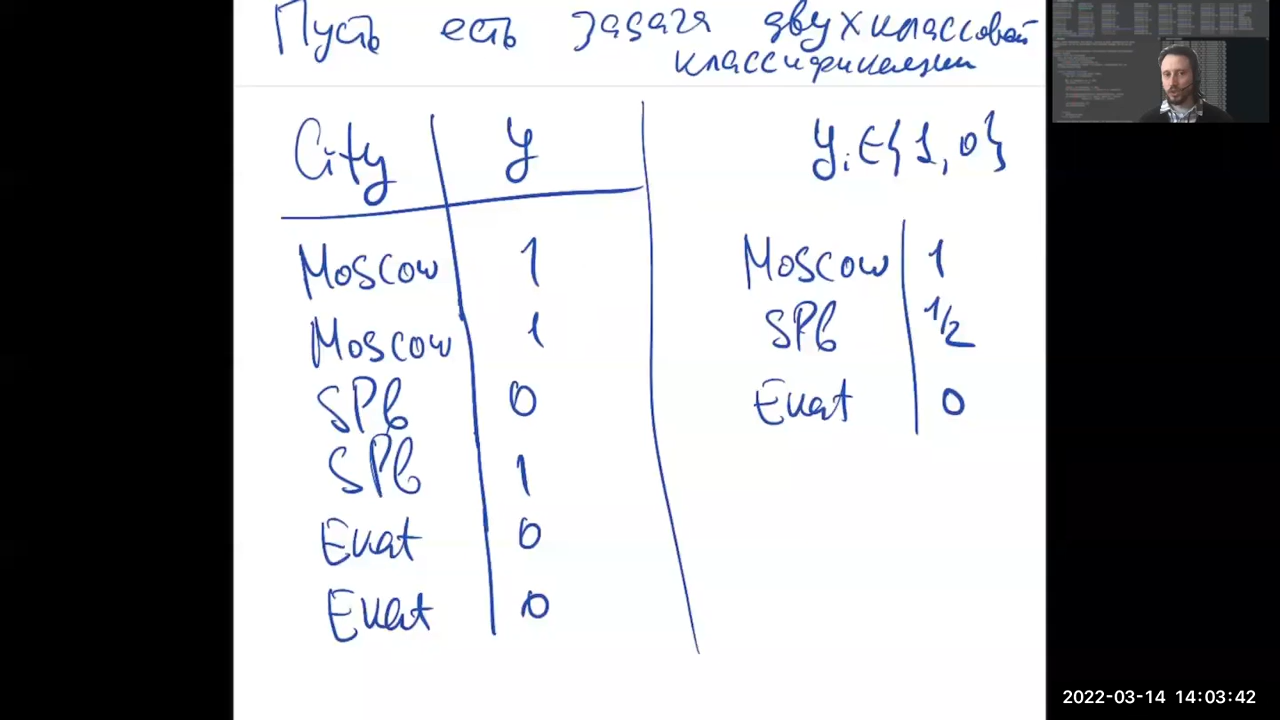 Пусть есть задача двухклассовой
классификации
City y
y i ∈ {1, 0}
Moscow 1
Moscow 1
SPb 0
SPb 1
Ekat 0
Ekat 0
Moscow 1
SPb 1/2
Ekat 0
2022-03-14 14:03:42